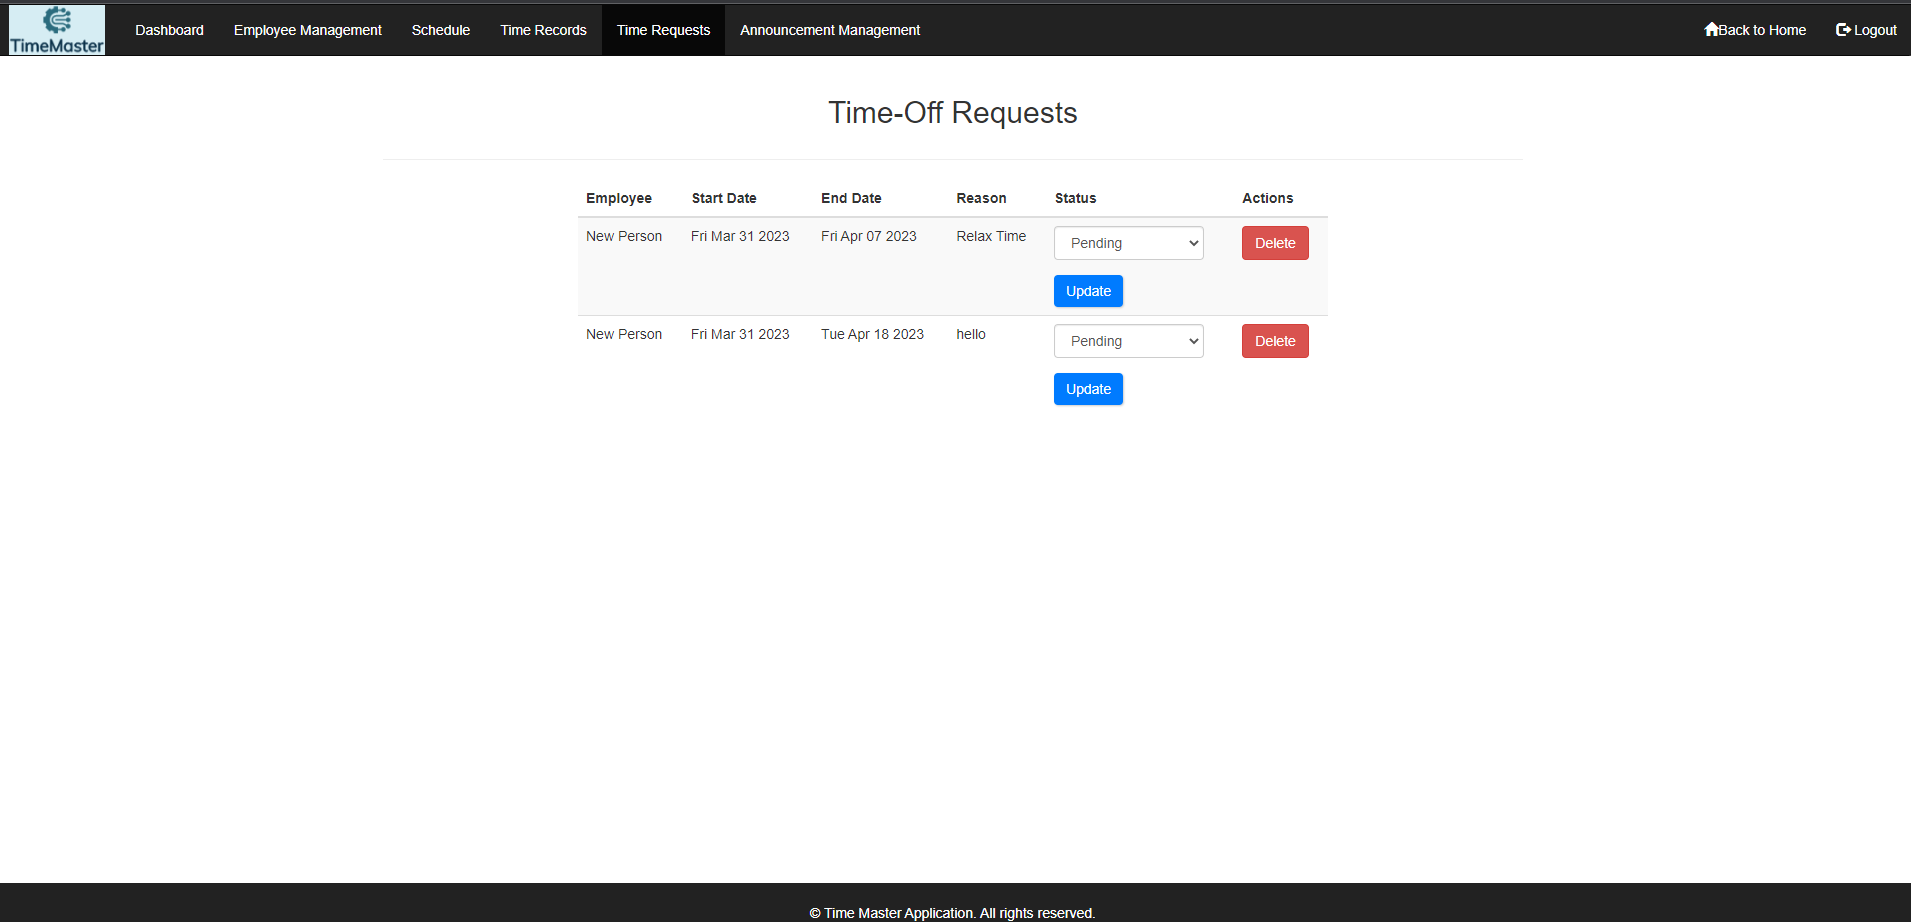 TimeMaster Dashboard Employee Management Schedule Time Records Time Requests Announcement Management Back to Home Logout
Time-Off Requests
Employee Start Date End Date Reason Status Actions
New Person Fri Mar 31 2023 Fri Apr 07 2023 Relax Time Pending Delete
Update
New Person Fri Mar 31 2023 Tue Apr 18 2023 hello Pending Delete
Update
© Time Master Application. All rights reserved.